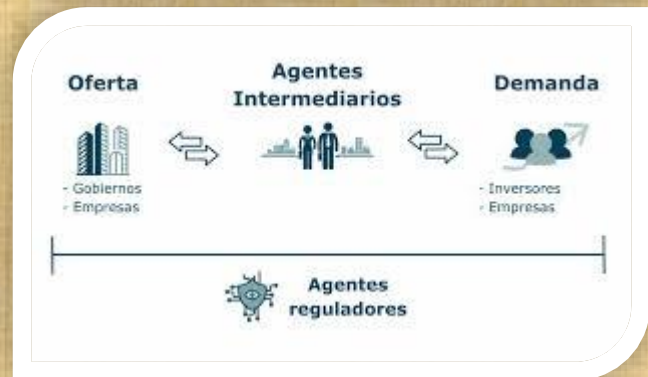 Oferta
Agentes
Intermediarios
Demanda
- Gobiernos
- Empresas
- Inversores
- Empresas
Agentes
reguladores